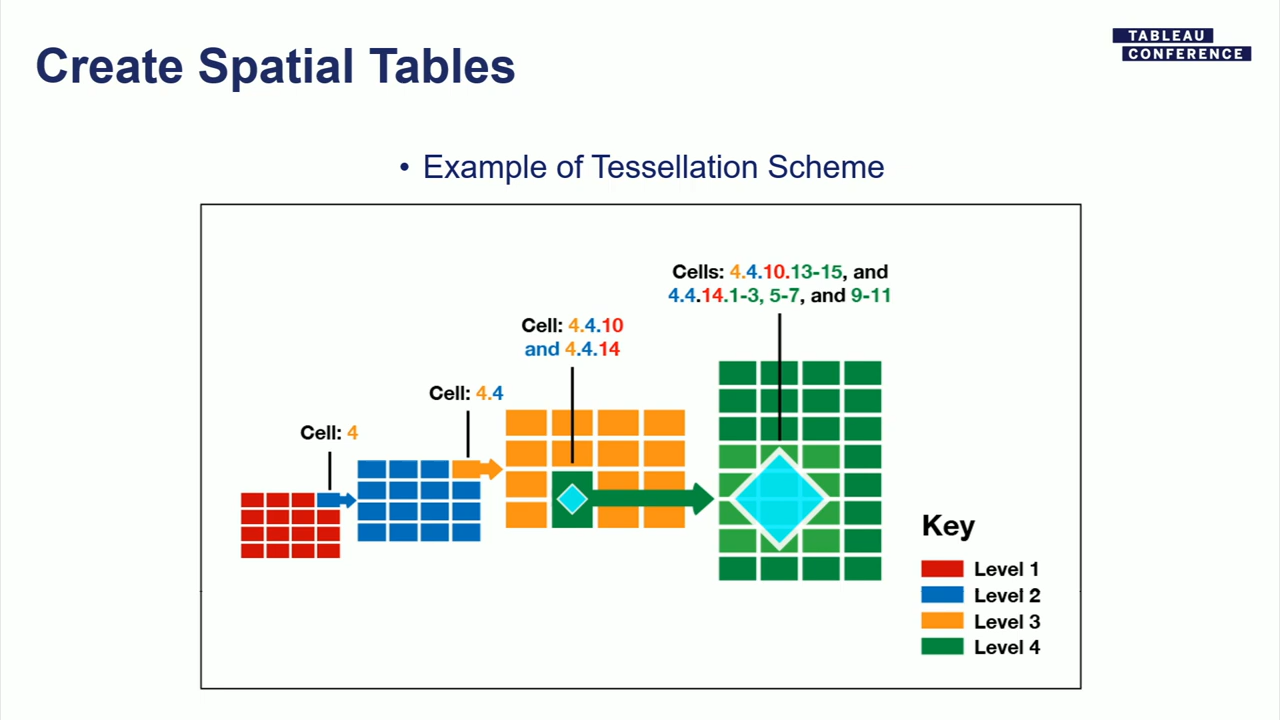 TABLEAU
CONFERENCE
Create Spatial Tables
• Example of Tessellation Scheme
Cells: 4.4.10.13-15, and
4.4.14.1-3, 5-7, and 9-11
Cell: 4.4.10
and 4.4.14
Cell: 4.4
Cell: 4
Key
Level 1
Level 2
Level 3
Level 4